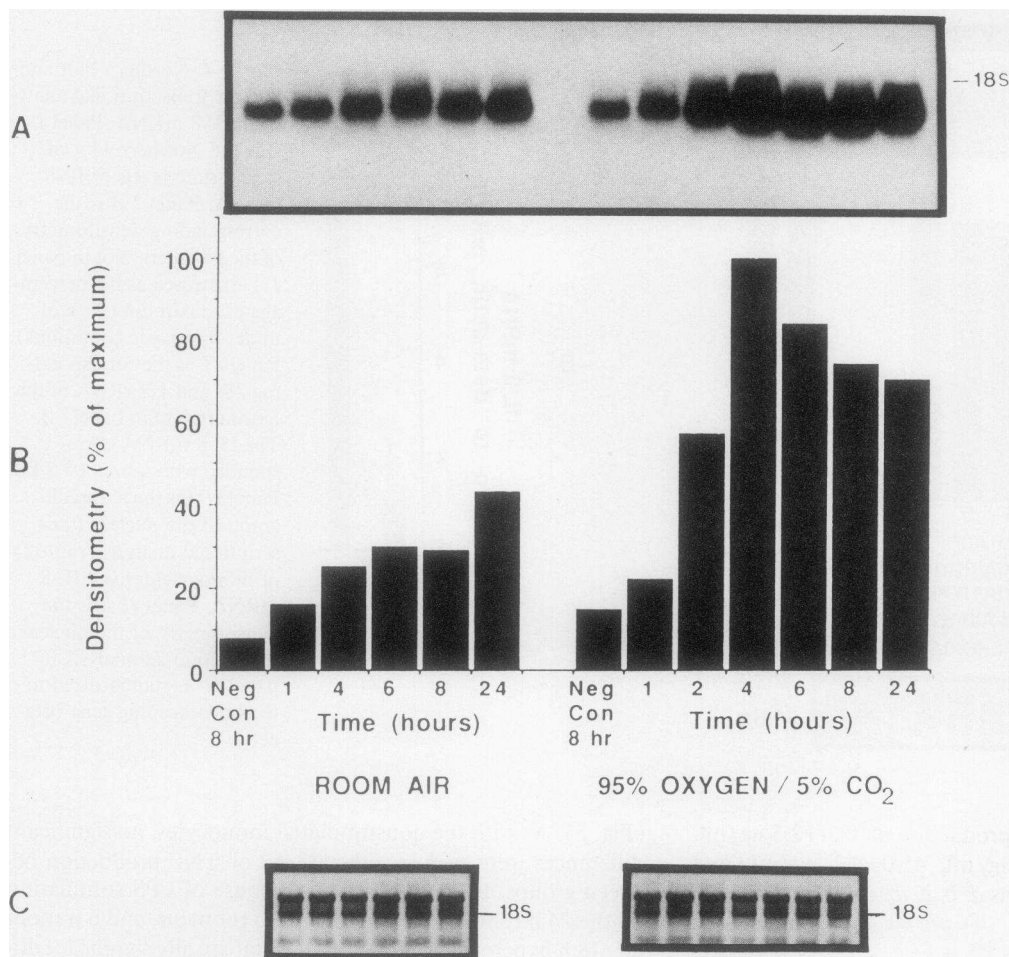 A
– 18S
B
Densitometry (% of maximum)
100
80
60
40
20
0
Neg Con 8 hr 1 4 6 8 24
Neg Con 8 hr 1 2 4 6 8 24
Time (hours)
Time (hours)
ROOM AIR
95% OXYGEN / 5% CO₂
C
– 18S
– 18S